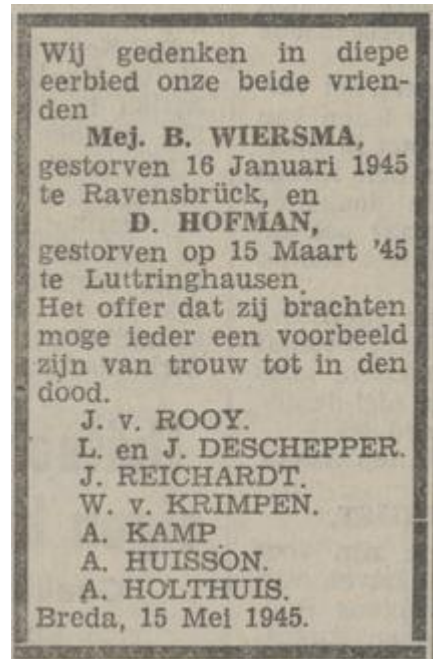 Wij gedenken in diepe
eerbied onze beide vrien-
den
Mej. B. WIERSMA,
gestorven 16 Januari 1945
te Ravensbrück, en
D. HOFMAN,
gestorven op 15 Maart '45
te Luttringhausen.
Het offer dat zij brachten
moge ieder een voorbeeld
zijn van trouw tot in den
dood.
J. v. ROOY.
L. en J. DESCHEPPER.
J. REICHARDT.
W. v. KRIMPEN.
A. KAMP.
A. HUISSON.
A. HOLTHUIS.
Breda, 15 Mei 1945.